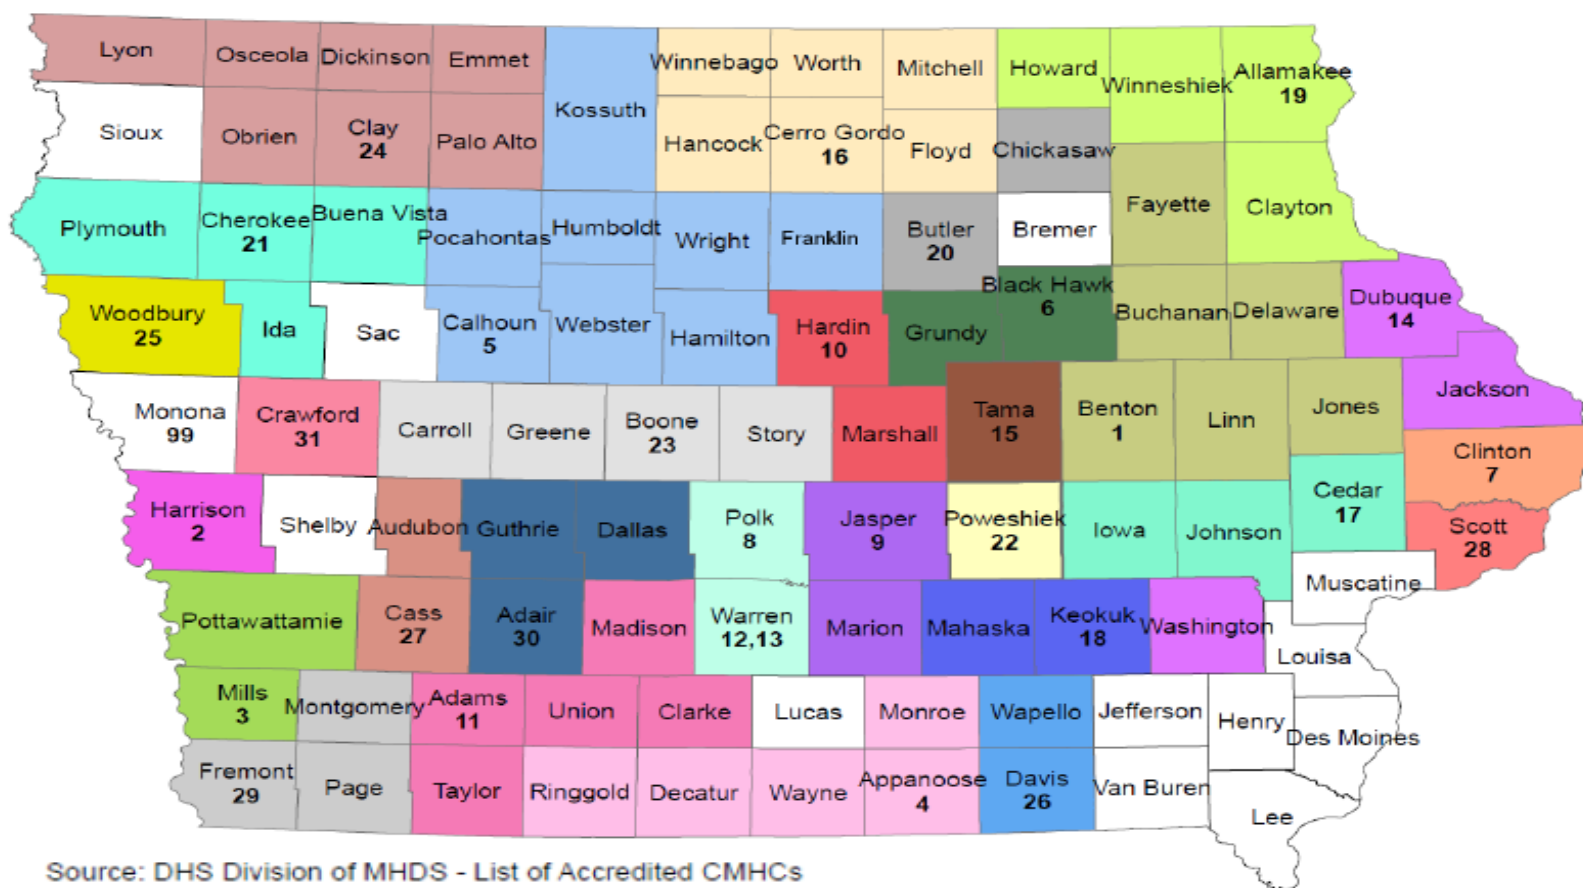 Lyon
Osceola
Dickinson
Emmet
Kossuth
Winnebago
Worth
Mitchell
Howard
Winneshiek
Allamakee
19
Sioux
Obrien
Clay
24
Palo Alto
Hancock
Cerro Gordo
16
Floyd
Chickasaw
Plymouth
Cherokee
21
Buena Vista
Pocahontas
Humboldt
Wright
Franklin
Butler
20
Bremer
Fayette
Clayton
Woodbury
25
Ida
Sac
Calhoun
5
Webster
Hamilton
Hardin
10
Grundy
Black Hawk
6
Buchanan
Delaware
Dubuque
14
Monona
99
Crawford
31
Carroll
Greene
Boone
23
Story
Marshall
Tama
15
Benton
1
Linn
Jones
Jackson
Clinton
7
Harrison
2
Shelby
Audubon
Guthrie
Dallas
Polk
8
Jasper
9
Poweshiek
22
Iowa
Johnson
Cedar
17
Scott
28
Muscatine
Pottawattamie
Cass
27
Adair
30
Madison
Warren
12,13
Marion
Mahaska
Keokuk
18
Washington
Louisa
Mills
3
Montgomery
Adams
11
Union
Clarke
Lucas
Monroe
Wapello
Jefferson
Henry
Des Moines
Fremont
29
Page
Taylor
Ringgold
Decatur
Wayne
Appanoose
4
Davis
26
Van Buren
Lee
Source: DHS Division of MHDS - List of Accredited CMHCs